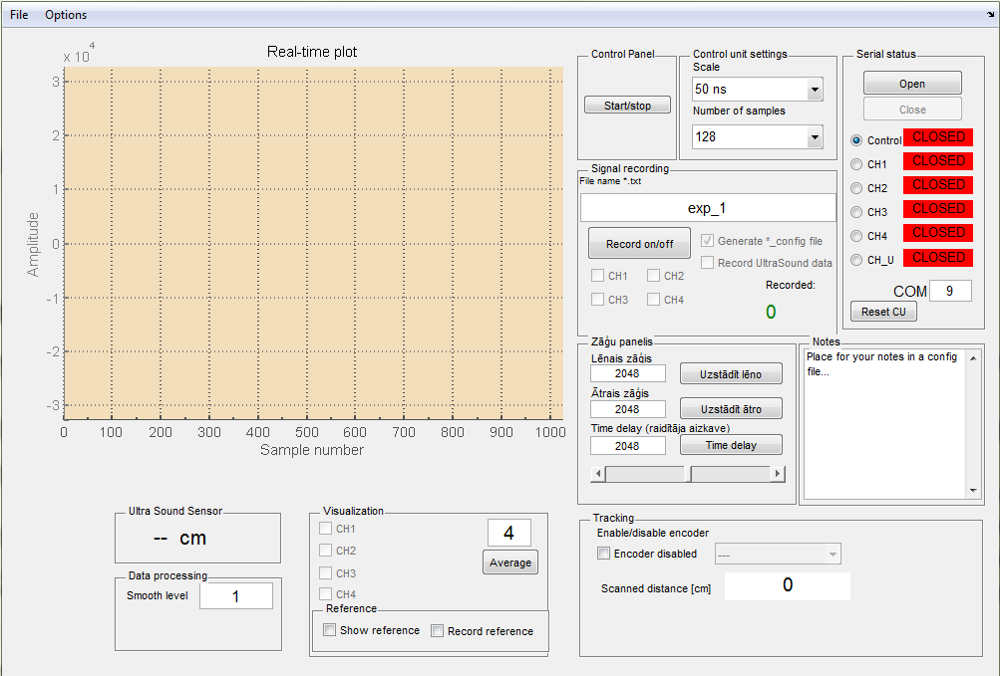 File Options
Real-time plot
x 10^4
3
2
1
0
-1
-2
-3
0 100 200 300 400 500 600 700 800 900 1000
Amplitude
Sample number
Control Panel
Start/stop
Control unit settings
Scale
50 ns
Number of samples
128
Serial status
Open
Close
Control CLOSED
CH1 CLOSED
CH2 CLOSED
CH3 CLOSED
CH4 CLOSED
CH_U CLOSED
COM 9
Reset CU
Signal recording
File name *.txt
exp_1
Record on/off
Generate *_config file
Record UltraSound data
CH1 CH2
CH3 CH4
Recorded:
0
Zāģu panelis
Lēnais zāģis
2048 Uzstādīt lēno
Ātrais zāģis
2048 Uzstādīt ātro
Time delay (raidītāja aizkave)
2048 Time delay
Notes
Place for your notes in a config
file...
Ultra Sound Sensor
-- cm
Data processing
Smooth level 1
Visualization
CH1
CH2
CH3
CH4
4
Average
Reference
Show reference Record reference
Tracking
Enable/disable encoder
Encoder disabled ---
Scanned distance [cm] 0